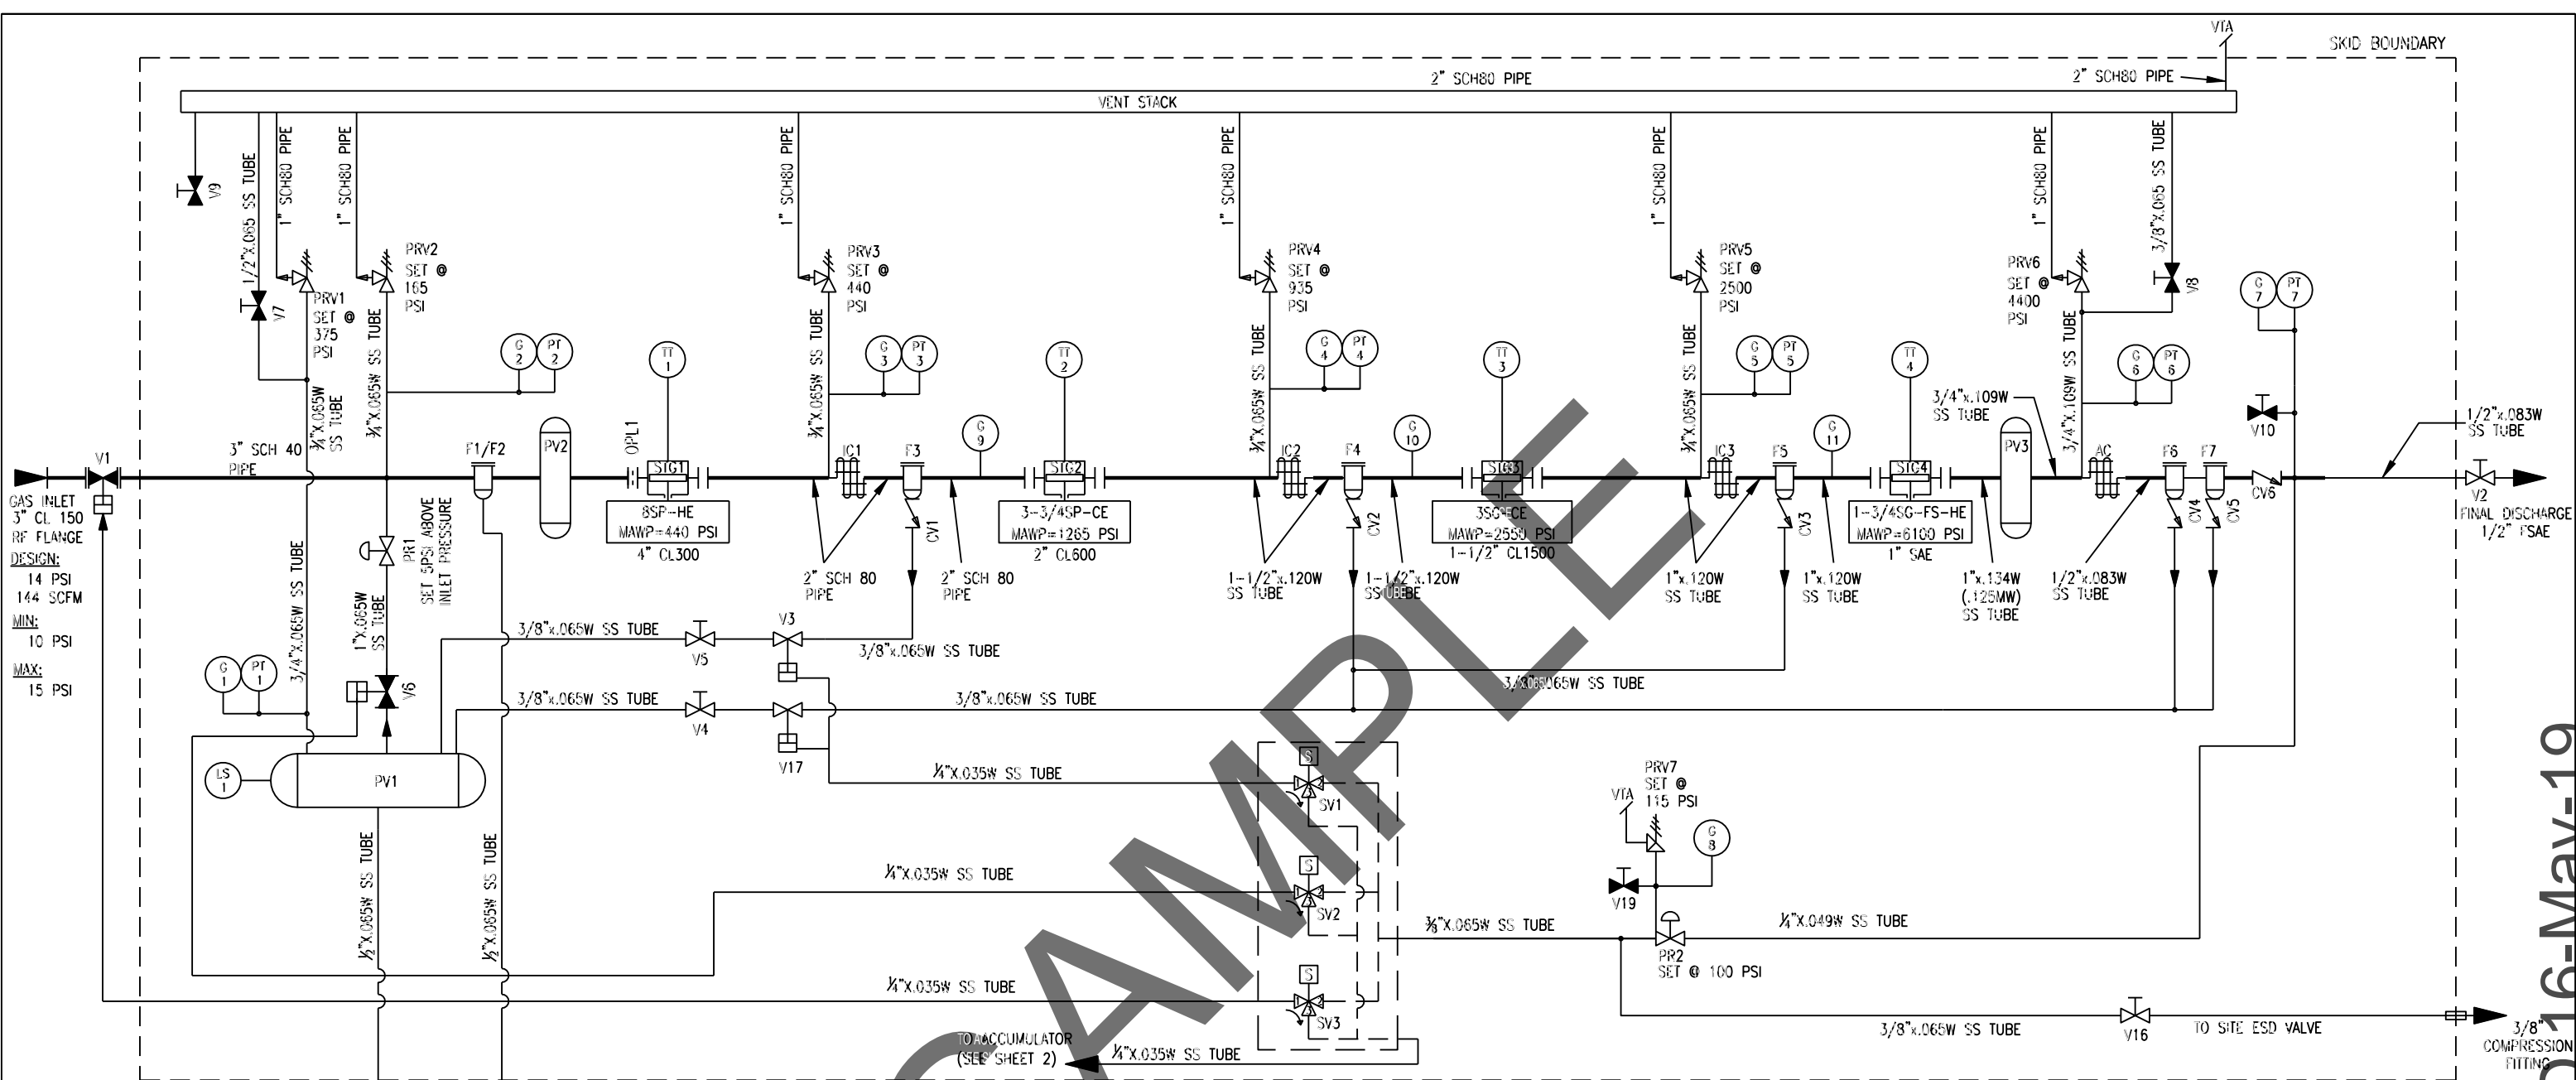 VTA
SKID BOUNDARY
2" SCH80 PIPE
2" SCH80 PIPE
VENT STACK
V9
1/2"X.065 SS TUBE
1" SCH80 PIPE
1" SCH80 PIPE
1" SCH80 PIPE
1" SCH80 PIPE
1" SCH80 PIPE
1" SCH80 PIPE
3/8"X.065 SS TUBE
V7
PRV1
SET @
375
PSI
PRV2
SET @
165
PSI
PRV3
SET @
440
PSI
PRV4
SET @
935
PSI
PRV5
SET @
2500
PSI
PRV6
SET @
4400
PSI
V8
G
7
PT
7
3/4"X.065W
SS TUBE
3/4"X.065W SS TUBE
G
2
PT
2
TT
1
3/4"X.065W SS TUBE
G
3
PT
3
TT
2
3/4"X.065W SS TUBE
G
4
PT
4
TT
3
3/4"X.065W SS TUBE
G
5
PT
5
TT
4
3/4"X.109W SS TUBE
G
6
PT
6
3/4"x.109W
SS TUBE
V10
1/2"x.083W
SS TUBE
V1
3" SCH 40
PIPE
F1/F2
PV2
OPL1
STG1
IC1
F3
G
9
STG2
IC2
F4
G
10
STG3
IC3
F5
G
11
STG4
PV3
AC
F6
F7
CV6
V2
GAS INLET
3" CL 150
RF FLANGE
DESIGN:
14 PSI
144 SCFM
MIN:
10 PSI
MAX:
15 PSI
FINAL DISCHARGE
1/2" FSAE
8SP-HE
MAWP=440 PSI
4" CL300
3-3/4SP-CE
MAWP=1265 PSI
2" CL600
3SG-CE
MAWP=2550 PSI
1-1/2" CL1500
1-3/4SG-FS-HE
MAWP=6100 PSI
1" SAE
CV1
CV2
CV3
CV4
CV5
PR1
SET 5PSI ABOVE
INLET PRESSURE
2" SCH 80
PIPE
2" SCH 80
PIPE
1-1/2"x.120W
SS TUBE
1-1/2"x.120W
1"x.120W
SS TUBE
1"x.120W
SS TUBE
1"x.134W
(.125MW)
SS TUBE
1/2"x.083W
SS TUBE
3/4"X.065W SS TUBE
1"X.065W
SS TUBE
3/8"x.065W SS TUBE
V5
V3
3/8"x.065W SS TUBE
G
1
PT
1
V6
3/8"x.065W SS TUBE
V4
V17
3/8"x.065W SS TUBE
065W SS TUBE
LS
1
PV1
1/4"X.035W SS TUBE
S
SV1
1/2"X.065W SS TUBE
1/2"X.065W SS TUBE
1/4"X.035W SS TUBE
S
SV2
VTA
PRV7
SET @
115 PSI
G
8
V19
3/8"X.065W SS TUBE
1/4"X.049W SS TUBE
PR2
SET @ 100 PSI
1/4"X.035W SS TUBE
S
SV3
3/8"x.065W SS TUBE
V16
TO SITE ESD VALVE
3/8"
COMPRESSION
FITTING
TO ACCUMULATOR
(SEE SHEET 2)
1/4"X.035W SS TUBE
SAMPLE
16-May-19